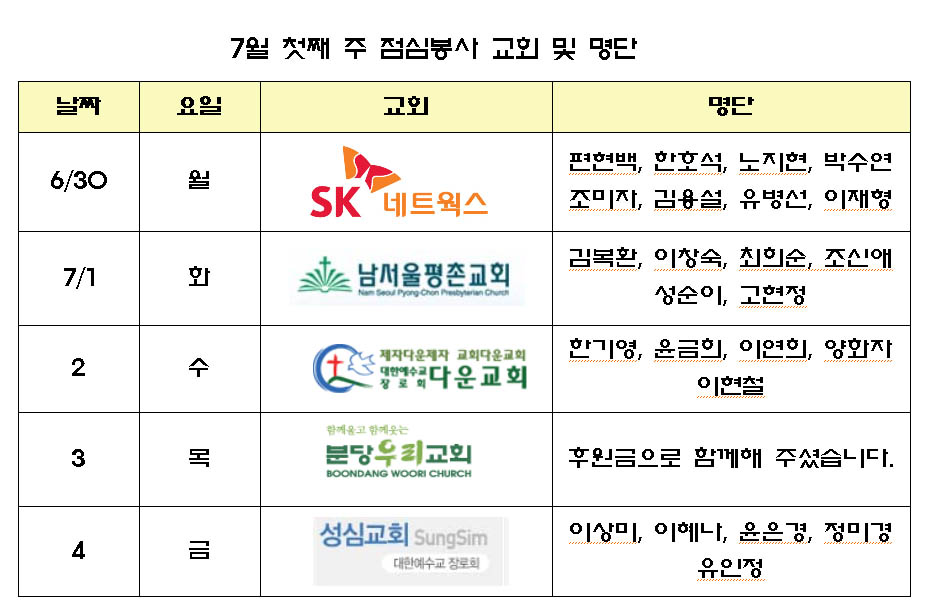 7월 첫째 주 점심봉사 교회 및 명단
날짜 요일 교회 명단
6/30 월 SK 네트웍스 편현백, 한호석, 노지현, 박수연
조미자, 김용설, 유병선, 이재형
7/1 화 남서울평촌교회 김복환, 이창숙, 최희순, 조신애
Nam Seoul Pyong-Chon Presbyterian Church
성순이, 고현정
2 수 제자다운제자 교회다운교회 한기영, 윤금희, 이연희, 양화자
대한예수교
장로회 다운교회
이현철
3 목 함께울고 함께웃는
분당우리교회 후원금으로 함께해 주셨습니다.
BOONDANG WOORI CHURCH
4 금 성심교회 SungSim 이상미, 이혜나, 윤은경, 정미경
대한예수교 장로회 유인정